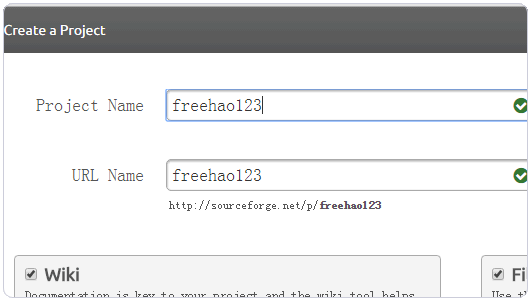 Create a Project
Project Name
freehao123
URL Name
freehao123
http://sourceforge.net/p/freehao123
Wiki
Fi
Documentation is key to your project and the wiki tool helps
Use th